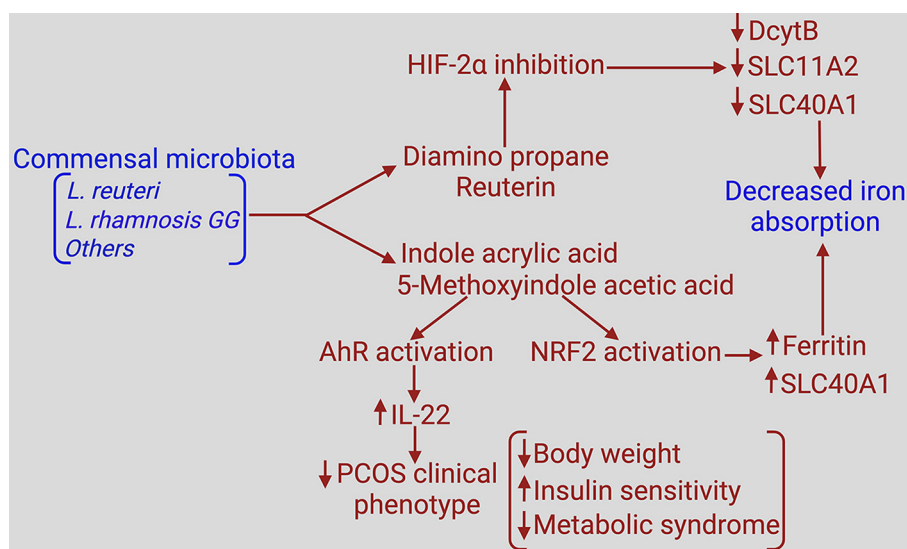 ↓ DcytB
HIF-2α inhibition
↓ SLC11A2
↓ SLC40A1
Commensal microbiota
L. reuteri
L. rhamnosis GG
Others
Diamino propane
Reuterin
Decreased iron
absorption
Indole acrylic acid
5-Methoxyindole acetic acid
AhR activation
NRF2 activation
↑ Ferritin
↑ SLC40A1
↑ IL-22
↓ PCOS clinical
phenotype
↓ Body weight
↑ Insulin sensitivity
↓ Metabolic syndrome